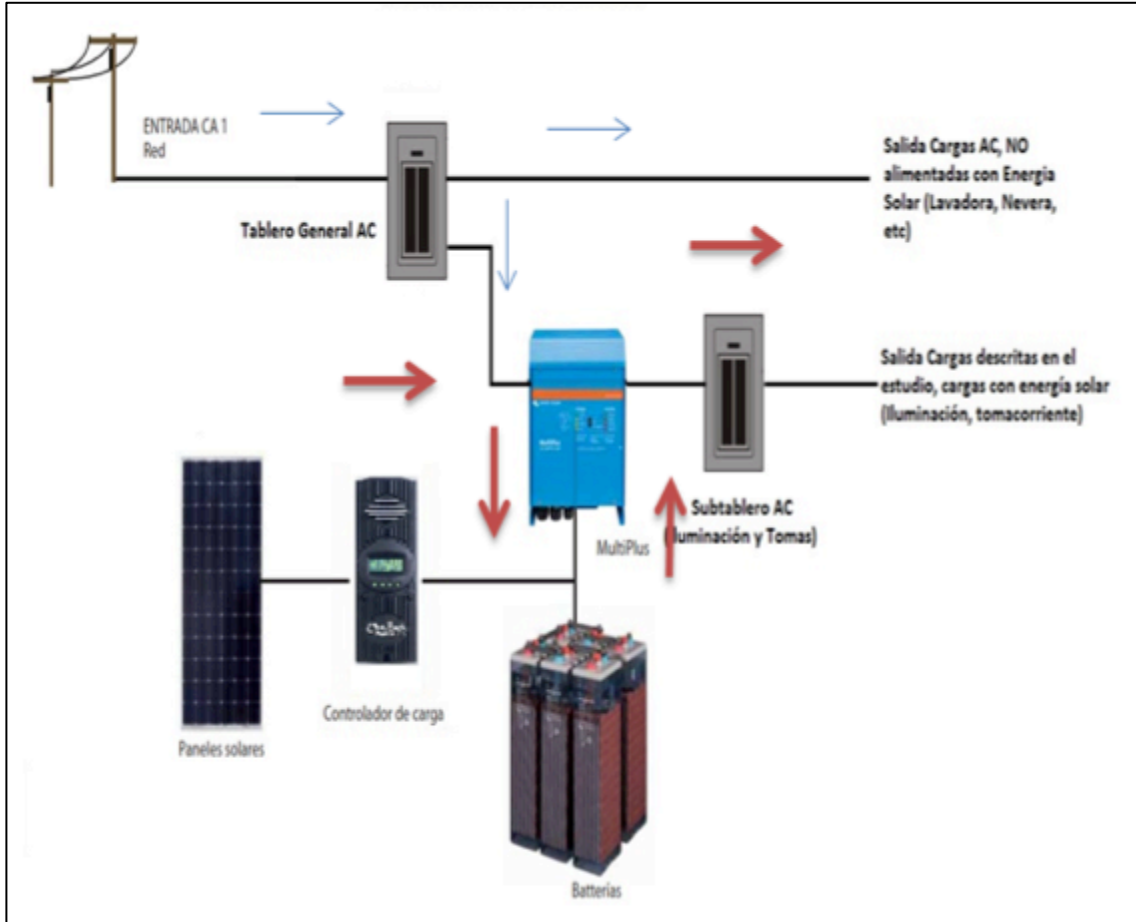 ENTRADA CA 1
Red
Tablero General AC
Salida Cargas AC, NO
alimentadas con Energia
Solar (Lavadora, Nevera,
etc)
Salida Cargas descritas en el
estudio, cargas con energía solar
(Iluminación, tomacorriente)
Subtablero AC
(Iluminación y Tomas)
MultiPlus
Controlador de carga
Paneles solares
Batterías